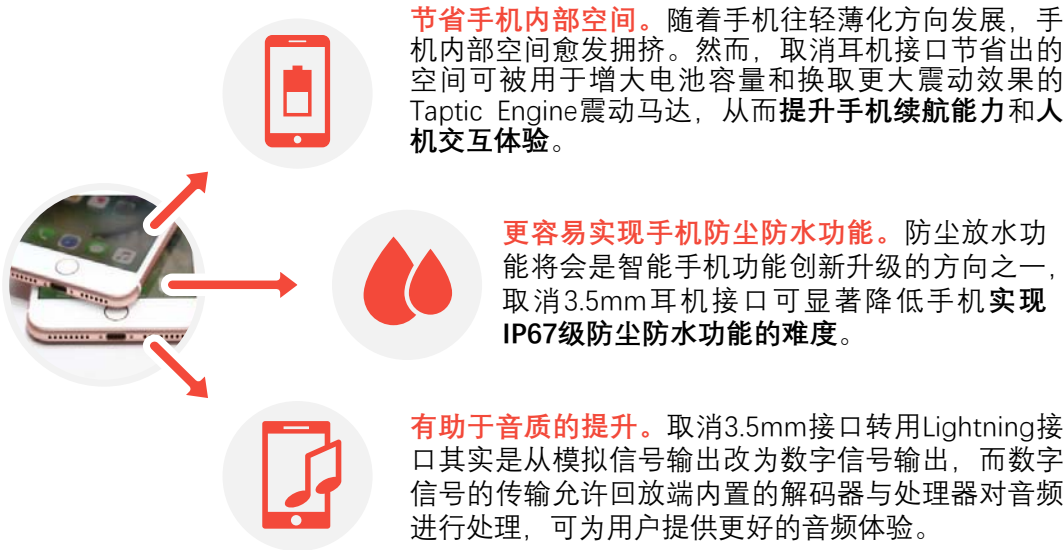 节省手机内部空间。随着手机往轻薄化方向发展，手
机内部空间愈发拥挤。然而，取消耳机接口节省出的
空间可被用于增大电池容量和换取更大震动效果的
Taptic Engine震动马达，从而提升手机续航能力和人
机交互体验。
更容易实现手机防尘防水功能。防尘放水功
能将会是智能手机功能创新升级的方向之一，
取消3.5mm耳机接口可显著降低手机实现
IP67级防尘防水功能的难度。
有助于音质的提升。取消3.5mm接口转用Lightning接
口其实是从模拟信号输出改为数字信号输出，而数字
信号的传输允许回放端内置的解码器与处理器对音频
进行处理，可为用户提供更好的音频体验。